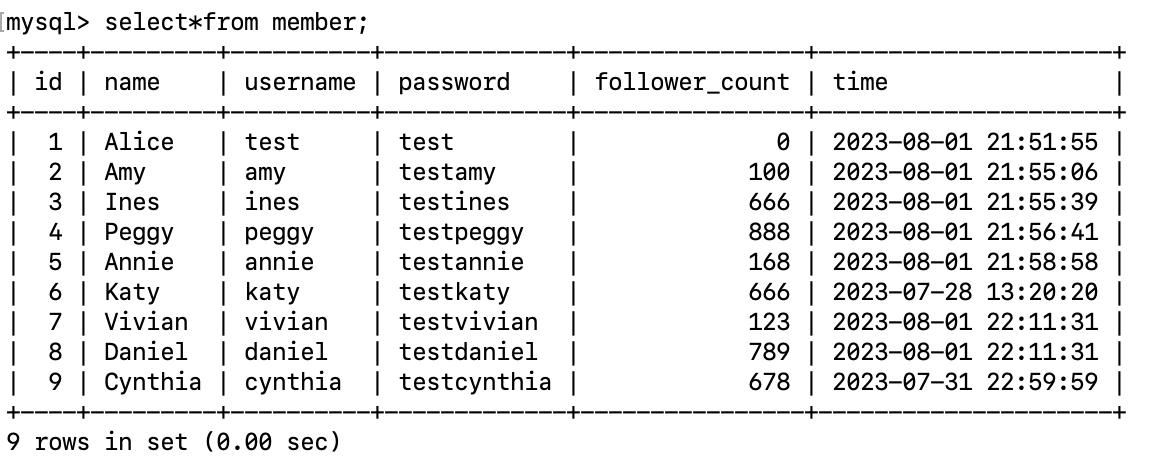 [mysql> select*from member;
+----+---------+----------+-------------+----------------+---------------------+
| id | name    | username | password    | follower_count | time                |
+----+---------+----------+-------------+----------------+---------------------+
|  1 | Alice   | test     | test        |              0 | 2023-08-01 21:51:55 |
|  2 | Amy     | amy      | testamy     |            100 | 2023-08-01 21:55:06 |
|  3 | Ines    | ines     | testines    |            666 | 2023-08-01 21:55:39 |
|  4 | Peggy   | peggy    | testpeggy   |            888 | 2023-08-01 21:56:41 |
|  5 | Annie   | annie    | testannie   |            168 | 2023-08-01 21:58:58 |
|  6 | Katy    | katy     | testkaty    |            666 | 2023-07-28 13:20:20 |
|  7 | Vivian  | vivian   | testvivian  |            123 | 2023-08-01 22:11:31 |
|  8 | Daniel  | daniel   | testdaniel  |            789 | 2023-08-01 22:11:31 |
|  9 | Cynthia | cynthia  | testcynthia |            678 | 2023-07-31 22:59:59 |
+----+---------+----------+-------------+----------------+---------------------+
9 rows in set (0.00 sec)